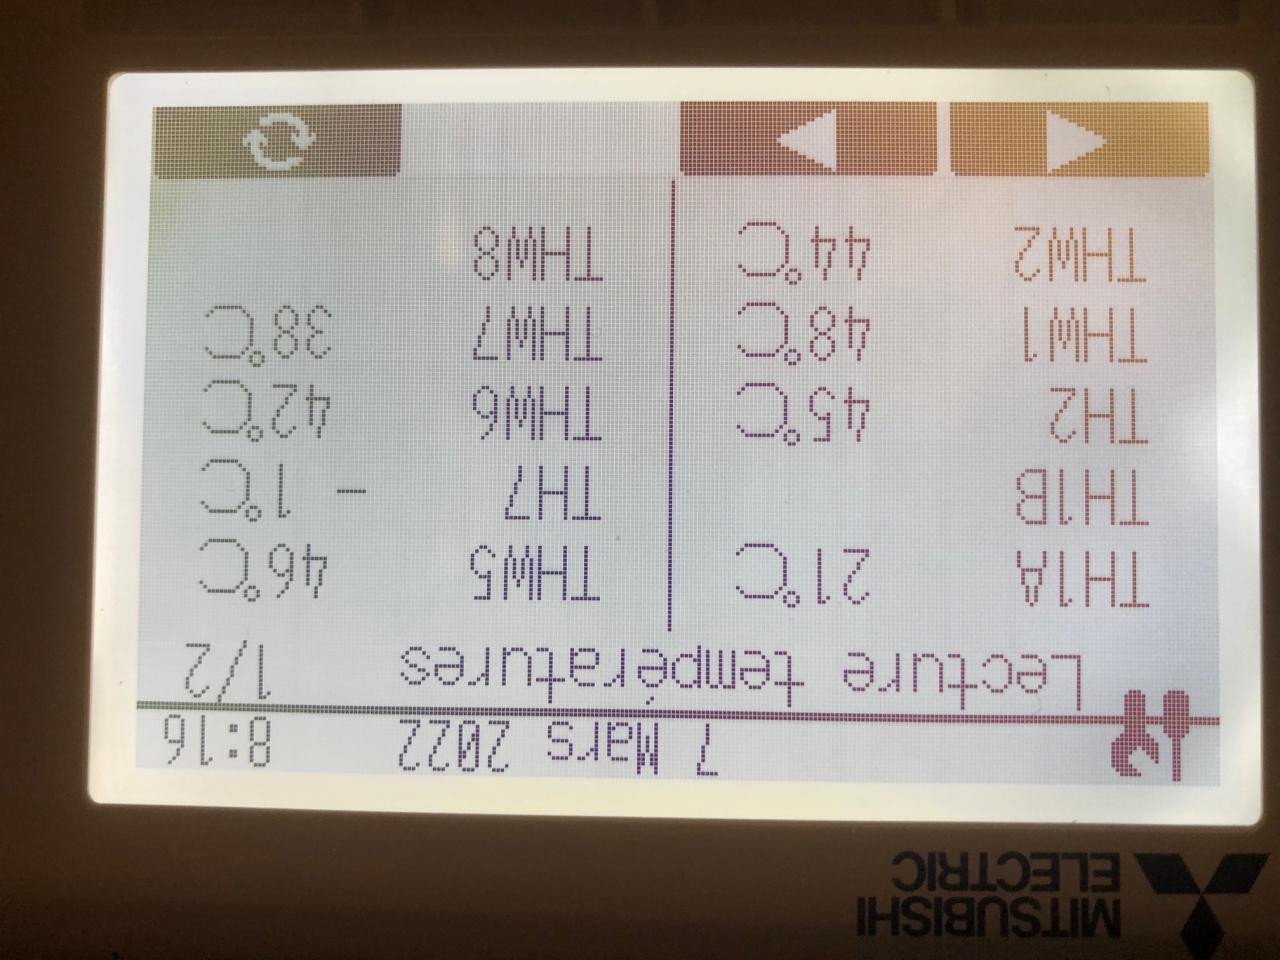 MITSUBISHI
ELECTRIC
7 Mars 2022 8:16
Lecture températures 1/2
TH1A 21℃ THW5 46℃
TH1B TH7 - 1℃
TH2 45℃ THW6 42℃
THW1 48℃ THW7 38℃
THW2 44℃ THW8